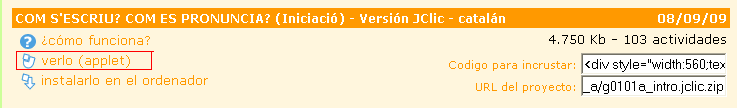 COM S'ESCRIU? COM ES PRONUNCIA? (Iniciació) - Versión JClic - catalán 08/09/09
¿cómo funciona? 4.750 Kb - 103 actividades
verlo (applet) Codigo para incrustar: <div style="width:560;tex
instalarlo en el ordenador URL del proyecto: _a/g0101a_intro.jclic.zip